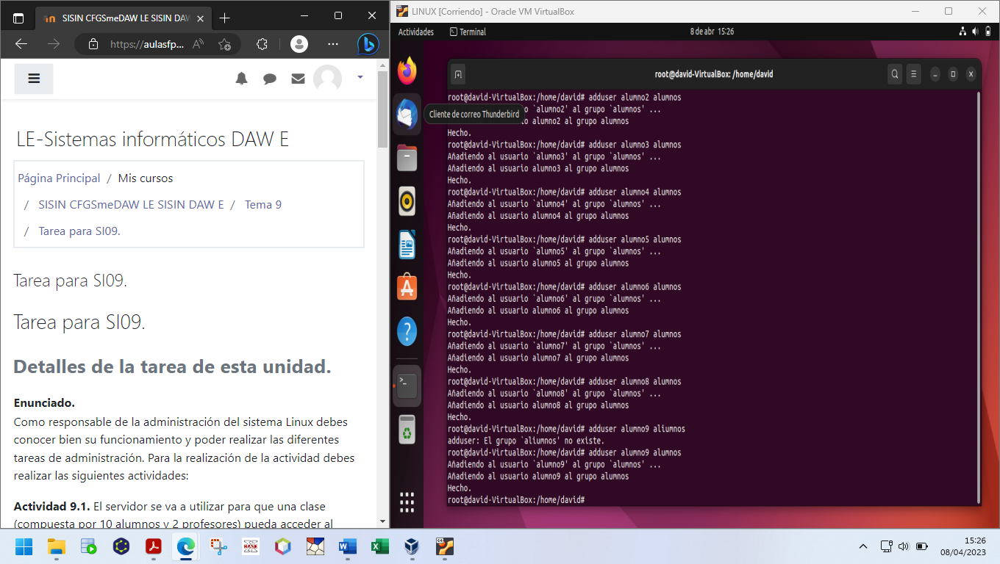 SISIN CFGSmeDAW LE SISIN DAW
https://aulasfp...
LE-Sistemas informáticos DAW E
Página Principal / Mis cursos
/ SISIN CFGSmeDAW LE SISIN DAW E / Tema 9
/ Tarea para SI09.
Tarea para SI09.
Tarea para SI09.
Detalles de la tarea de esta unidad.
Enunciado.
Como responsable de la administración del sistema Linux debes
conocer bien su funcionamiento y poder realizar las diferentes
tareas de administración. Para la realización de la actividad debes
realizar las siguientes actividades:
Actividad 9.1. El servidor se va a utilizar para que una clase
(compuesta por 10 alumnos y 2 profesores) pueda acceder al
LINUX [Corriendo] - Oracle VM VirtualBox
Actividades
Terminal
8 de abr 15:26
root@david-VirtualBox: /home/david
Cliente de correo Thunderbird
root@david-VirtualBox:/home/david# adduser alumno2 alumnos
o `alumno2' al grupo `alumnos' ...
o alumno2 al grupo alumnos
Hecho.
root@david-VirtualBox:/home/david# adduser alumno3 alumnos
Añadiendo al usuario `alumno3' al grupo `alumnos' ...
Añadiendo al usuario alumno3 al grupo alumnos
Hecho.
root@david-VirtualBox:/home/david# adduser alumno4 alumnos
Añadiendo al usuario `alumno4' al grupo `alumnos' ...
Añadiendo al usuario alumno4 al grupo alumnos
Hecho.
root@david-VirtualBox:/home/david# adduser alumno5 alumnos
Añadiendo al usuario `alumno5' al grupo `alumnos' ...
Añadiendo al usuario alumno5 al grupo alumnos
Hecho.
root@david-VirtualBox:/home/david# adduser alumno6 alumnos
Añadiendo al usuario `alumno6' al grupo `alumnos' ...
Añadiendo al usuario alumno6 al grupo alumnos
Hecho.
root@david-VirtualBox:/home/david# adduser alumno7 alumnos
Añadiendo al usuario `alumno7' al grupo `alumnos' ...
Añadiendo al usuario alumno7 al grupo alumnos
Hecho.
root@david-VirtualBox:/home/david# adduser alumno8 alumnos
Añadiendo al usuario `alumno8' al grupo `alumnos' ...
Añadiendo al usuario alumno8 al grupo alumnos
Hecho.
root@david-VirtualBox:/home/david# adduser alumno9 aliumnos
adduser: El grupo `aliumnos' no existe.
root@david-VirtualBox:/home/david# adduser alumno9 alumnos
Añadiendo al usuario `alumno9' al grupo `alumnos' ...
Añadiendo al usuario alumno9 al grupo alumnos
Hecho.
root@david-VirtualBox:/home/david#
15:26
08/04/2023